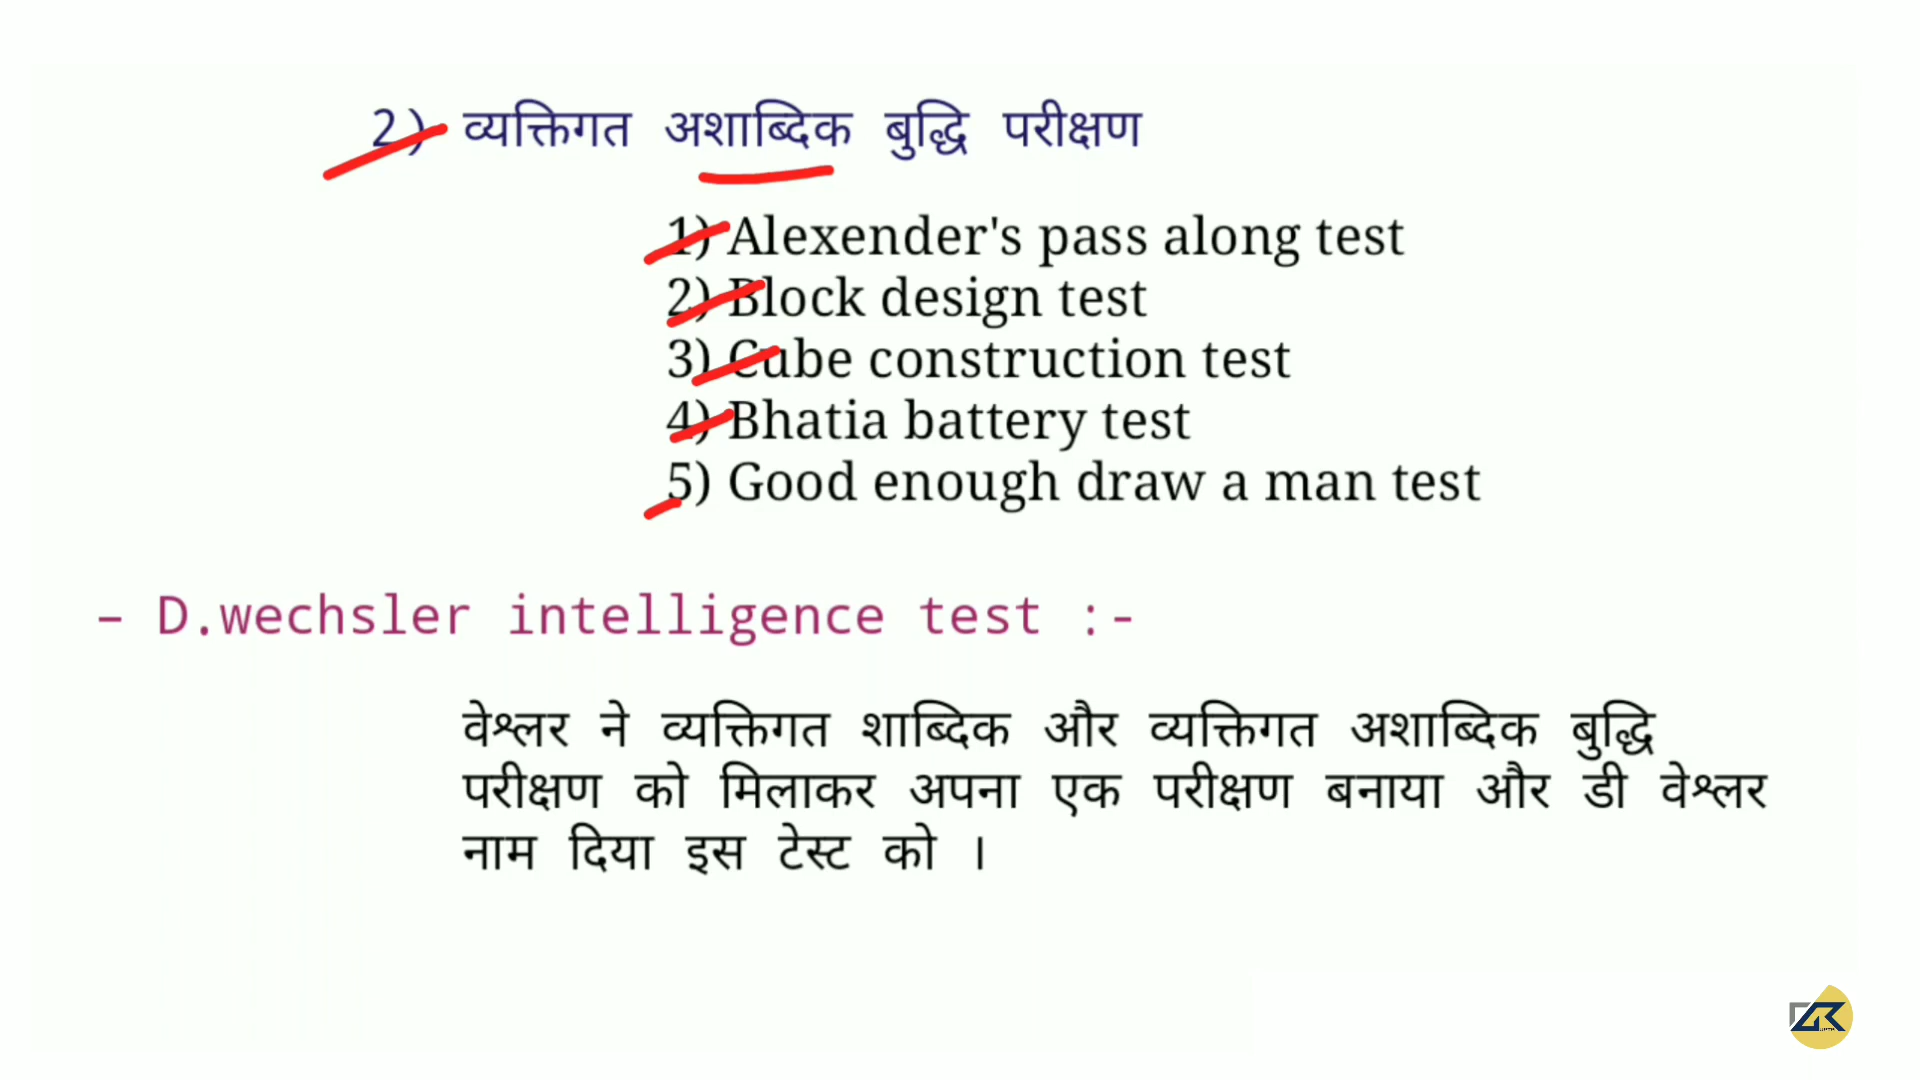 2) व्यक्तिगत अशाब्दिक बुद्धि परीक्षण
1) Alexender's pass along test
2) Block design test
3) Cube construction test
4) Bhatia battery test
5) Good enough draw a man test
– D.wechsler intelligence test :-
वेश्लर ने व्यक्तिगत शाब्दिक और व्यक्तिगत अशाब्दिक बुद्धि
परीक्षण को मिलाकर अपना एक परीक्षण बनाया और डी वेश्लर
नाम दिया इस टेस्ट को ।